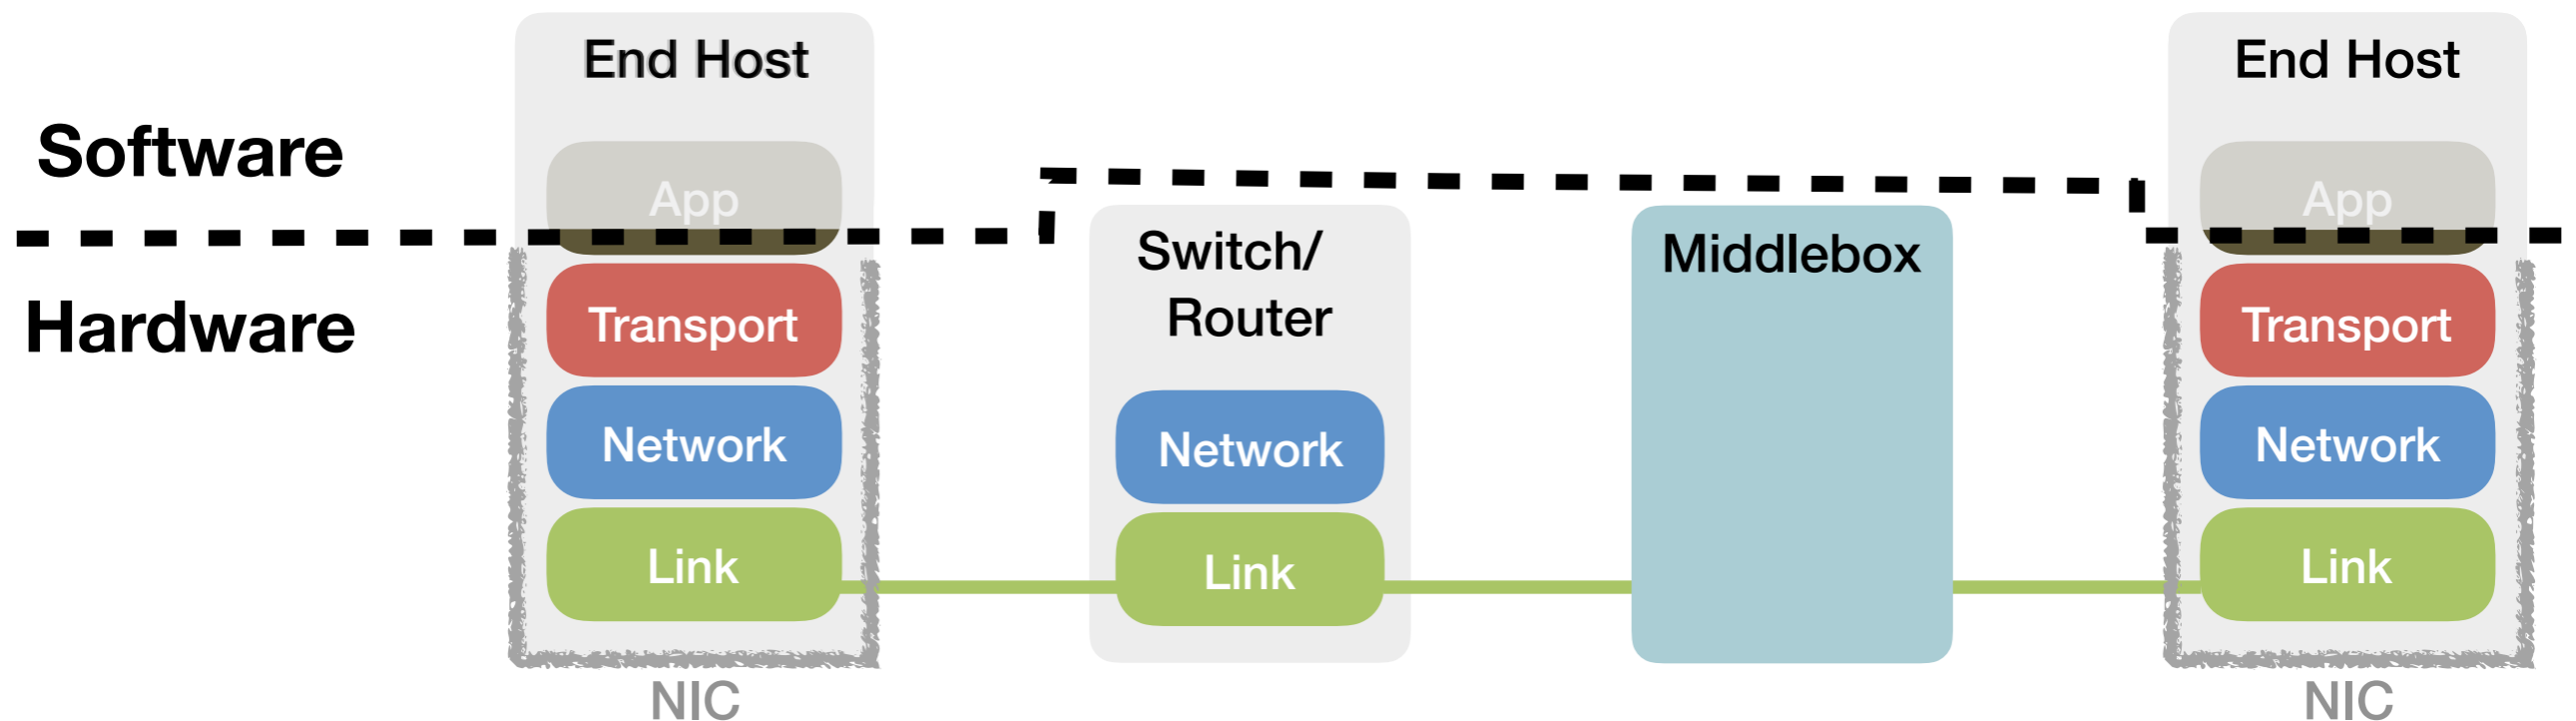 Software
Hardware
End Host
App
Transport
Network
Link
NIC
Switch/
Router
Network
Link
Middlebox
End Host
App
Transport
Network
Link
NIC